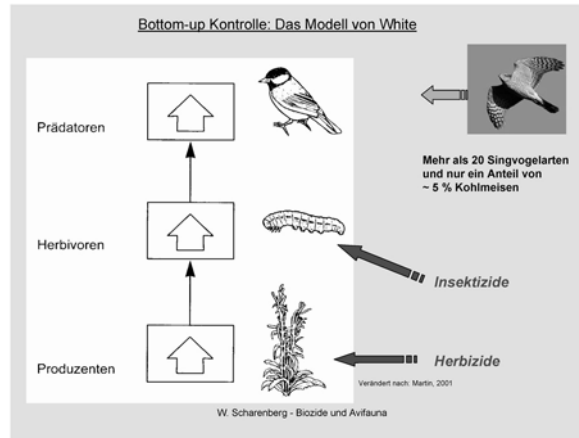 Bottom-up Kontrolle: Das Modell von White
Prädatoren
Mehr als 20 Singvogelarten
und nur ein Anteil von
~ 5 % Kohlmeisen
Herbivoren
Insektizide
Produzenten
Herbizide
Verändert nach: Martin, 2001
W. Scharenberg - Biozide und Avifauna